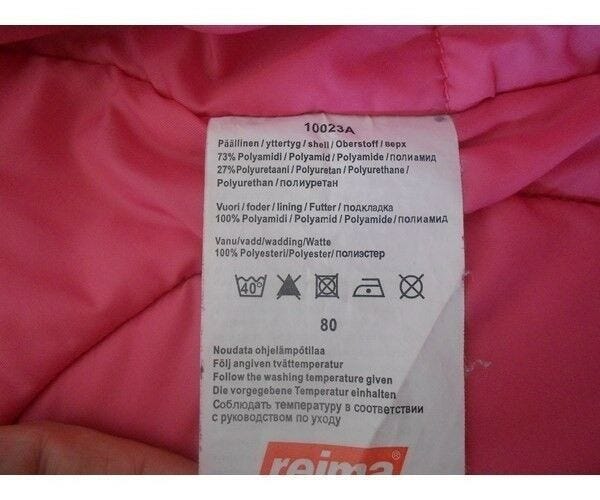 10023A
Päällinen / yttertyg / shell / Oberstoff / верх
73% Polyamidi / Polyamid / Polyamide / полиамид
27% Polyuretaani / Polyuretan / Polyurethane /
Polyurethan / полиуретан
Vuori / foder / lining / Futter / подкладка
100% Polyamidi / Polyamid / Polyamide / полиамид
Vanu/vadd/wadding/Watte
100% Polyesteri/Polyester/ полиэстер
40°
80
Noudata ohjelämpötilaa
Följ angiven tvättemperatur
Follow the washing temperature given
Die vorgegebene Temperatur einhalten
Соблюдать температуру в соответствии
с руководством по уходу
reima